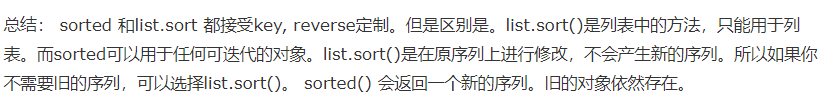 总结： sorted 和list.sort 都接受key, reverse定制。但是区别是。list.sort()是列表中的方法，只能用于列
表。而sorted可以用于任何可迭代的对象。list.sort()是在原序列上进行修改，不会产生新的序列。所以如果你
不需要旧的序列，可以选择list.sort()。 sorted() 会返回一个新的序列。旧的对象依然存在。